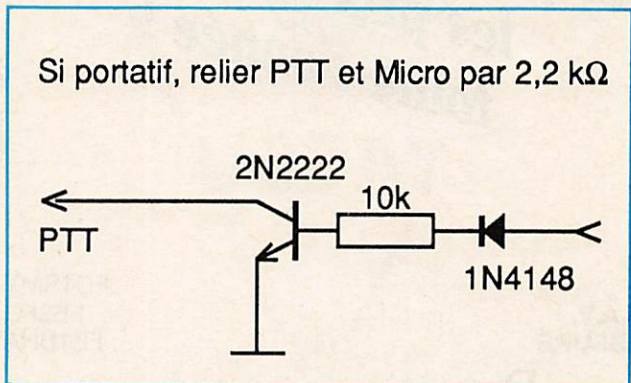 Si portatif, relier PTT et Micro par 2,2 kΩ
2N2222
10k
PTT
1N4148